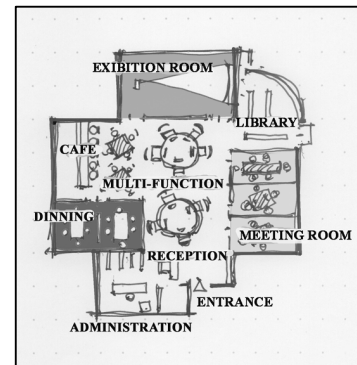 EXIBITION ROOM
LIBRARY
CAFE
MULTI-FUNCTION
DINNING
MEETING ROOM
RECEPTION
ENTRANCE
ADMINISTRATION